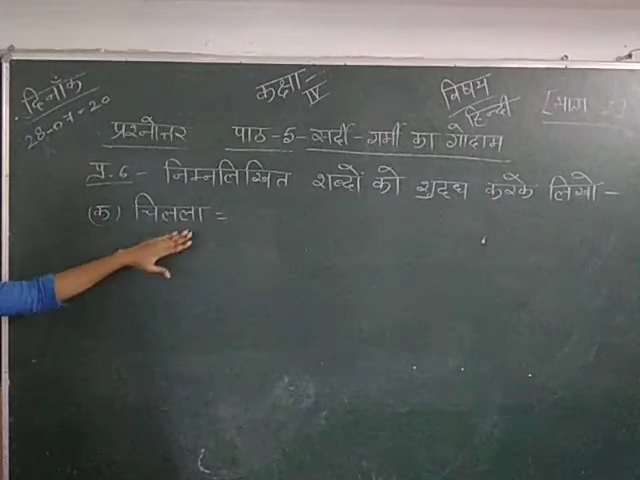 दिनाँक
28-07-20
कक्षा-
IV
विषय
हिन्दी
प्रश्नोत्तर पाठ-5-सर्दी-गर्मी का गोदाम
प्र. 6- निम्नलिखित शब्दों को शुद्ध करके लिखो-
(क) चिलला =